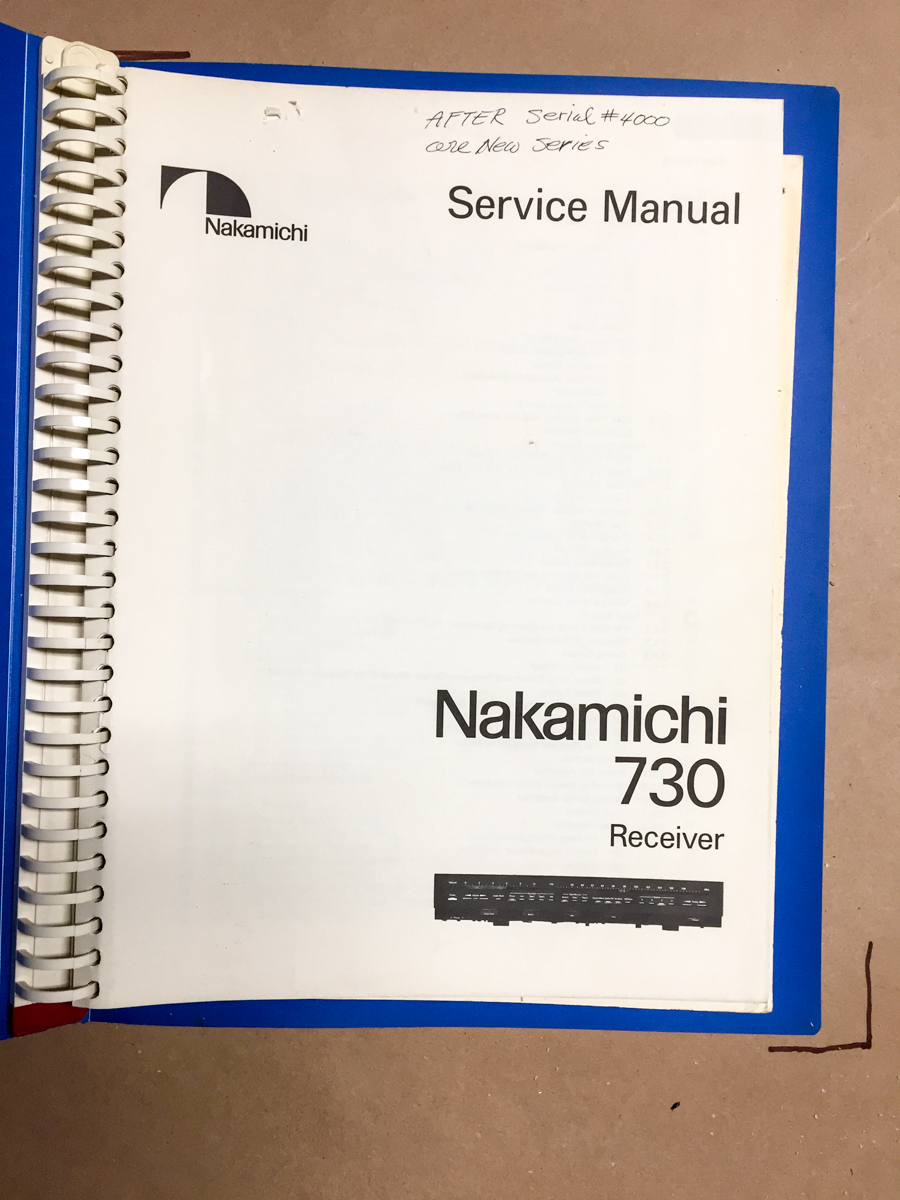 AFTER Serial #4000
are New Series
Nakamichi
Service Manual
Nakamichi
730
Receiver